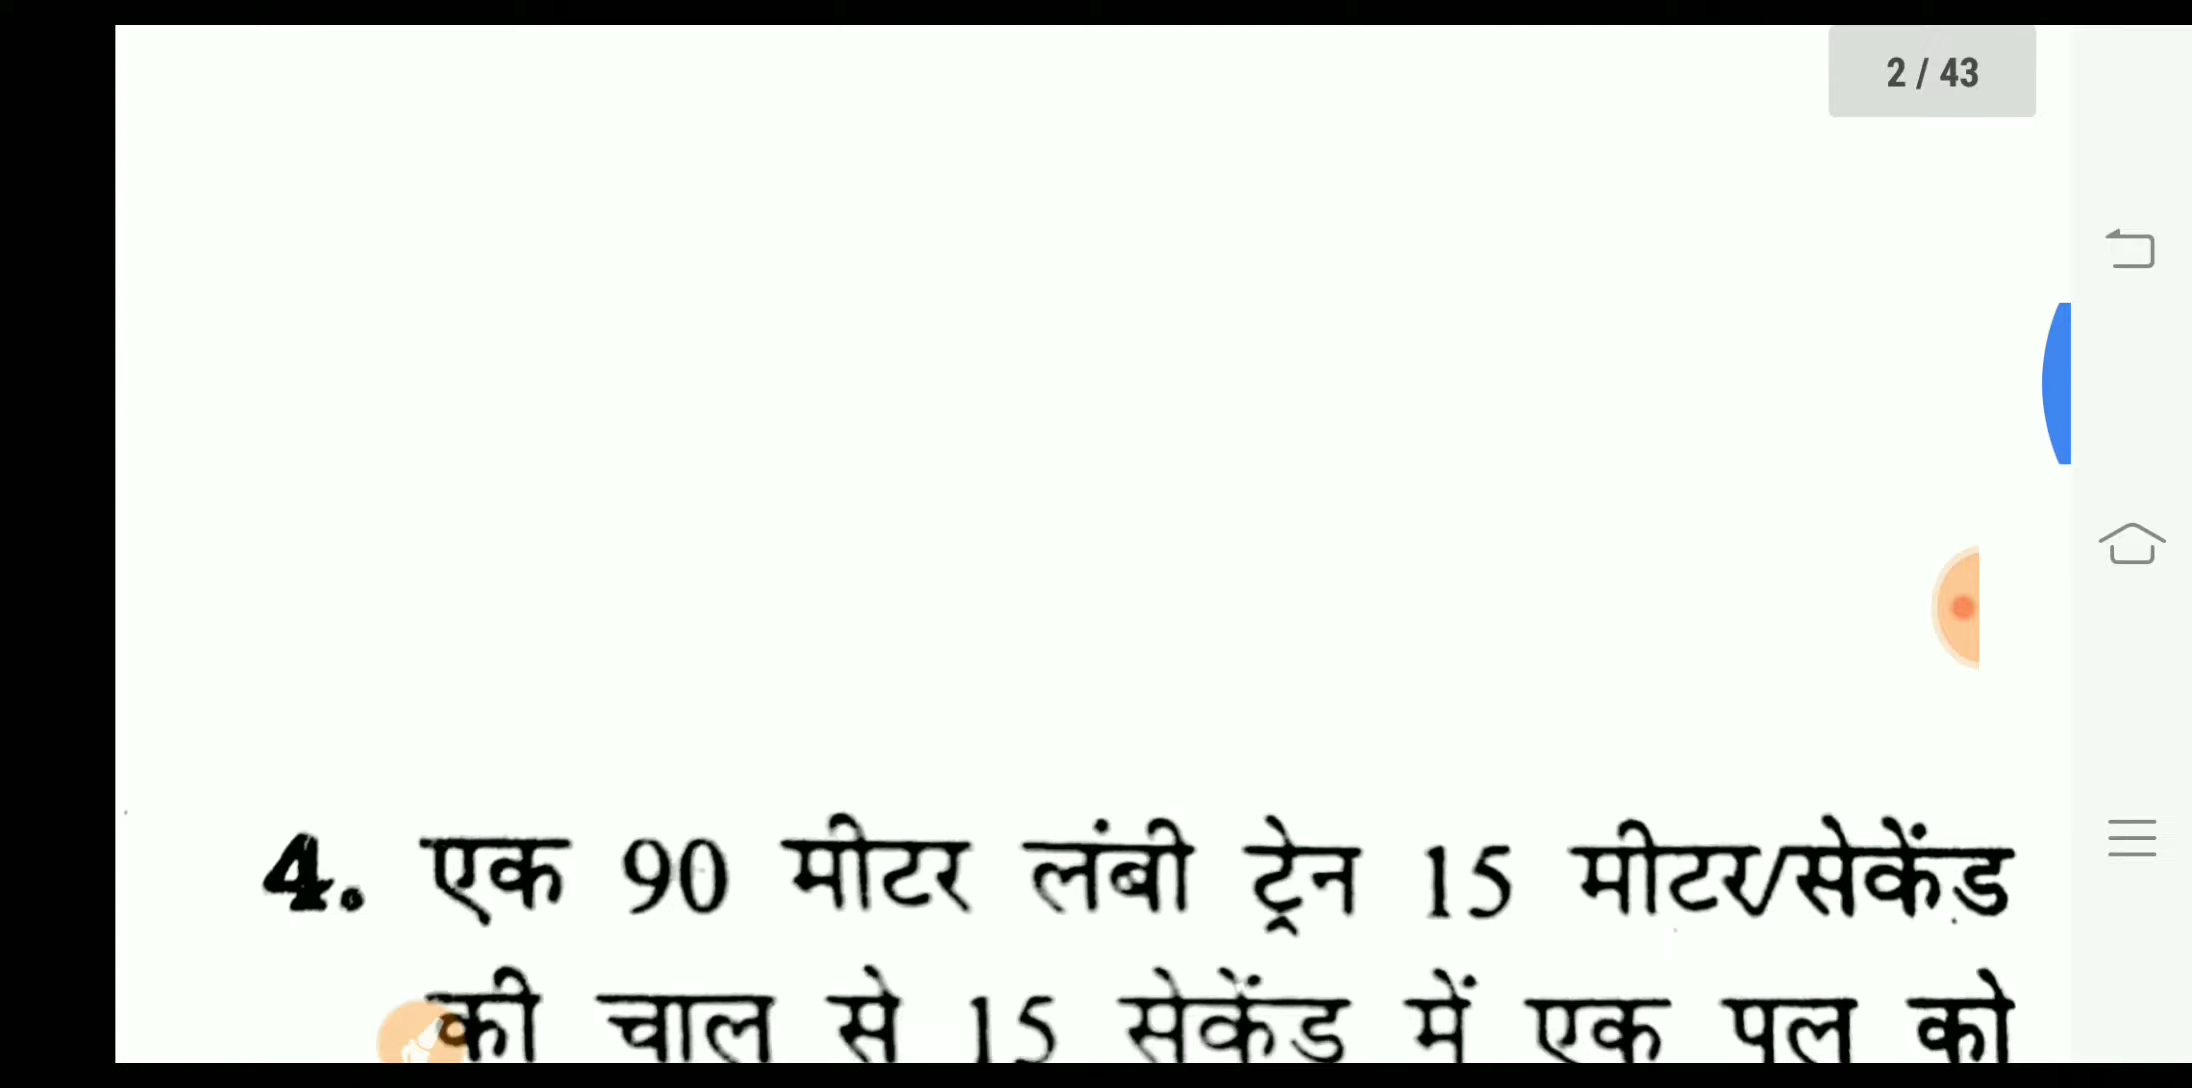 2 / 43
4. एक 90 मीटर लंबी ट्रेन 15 मीटर/सेकेंड
की चाल से 15 सेकेंड में एक पुल को